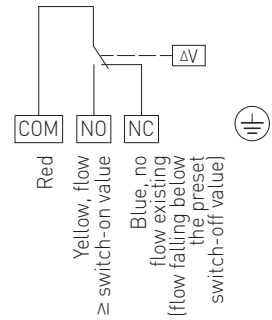 ΔV
COM
NO
NC
Red
Yellow, flow
≥ switch-on value
Blue, no
flow existing
(flow falling below
the preset
switch-off value)